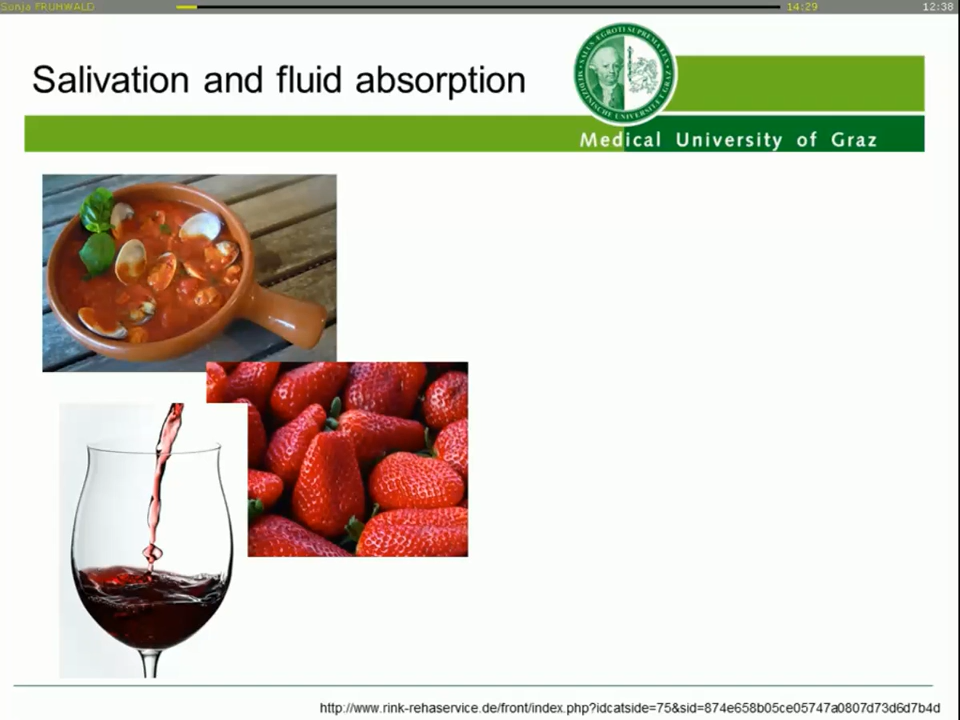 Sonja FRUHWALD 14:29 12:38
Salivation and fluid absorption
Medical University of Graz
http://www.rink-rehaservice.de/front/index.php?idcatside=75&sid=874e658b05ce05747a0807d73d6d7b4d